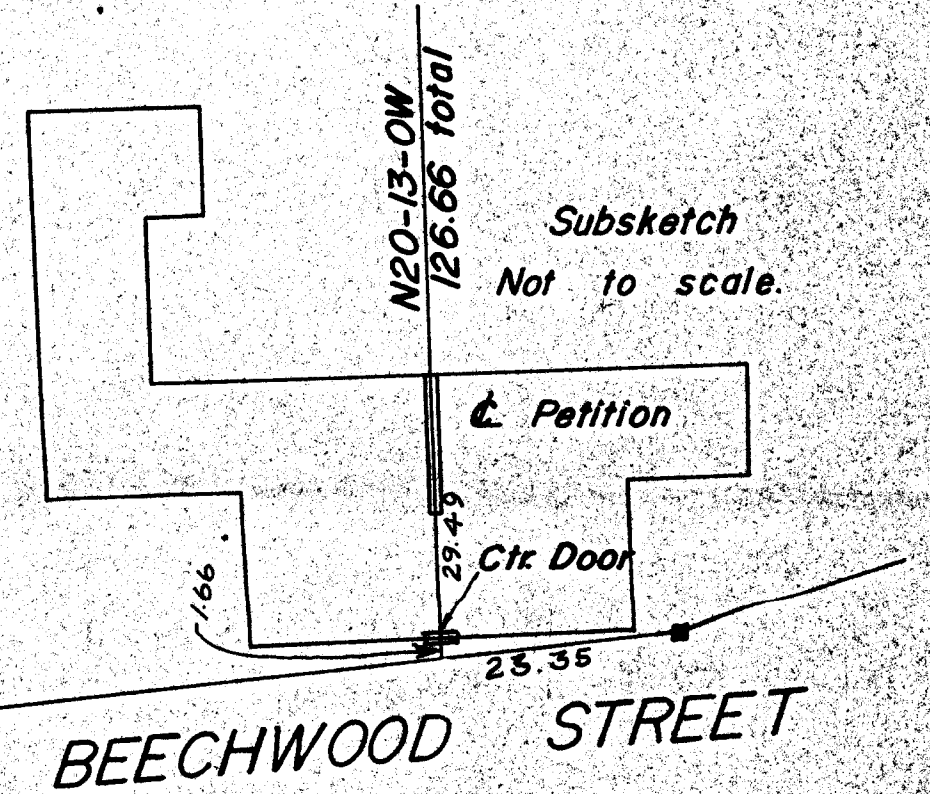 N20-13-0W
126.66 total
Subsketch
Not to scale.
℄ Petition
29.49
Ctr. Door
1.66
23.35
BEECHWOOD STREET